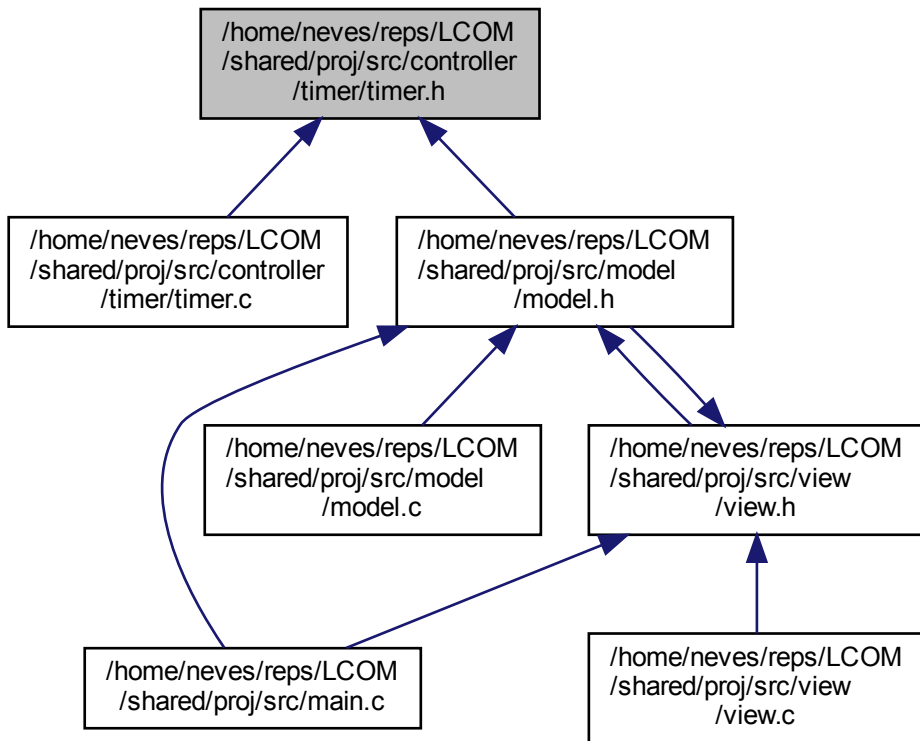 /home/neves/reps/LCOM
/shared/proj/src/controller
/timer/timer.h
/home/neves/reps/LCOM
/shared/proj/src/controller
/timer/timer.c
/home/neves/reps/LCOM
/shared/proj/src/model
/model.h
/home/neves/reps/LCOM
/shared/proj/src/model
/model.c
/home/neves/reps/LCOM
/shared/proj/src/view
/view.h
/home/neves/reps/LCOM
/shared/proj/src/main.c
/home/neves/reps/LCOM
/shared/proj/src/view
/view.c